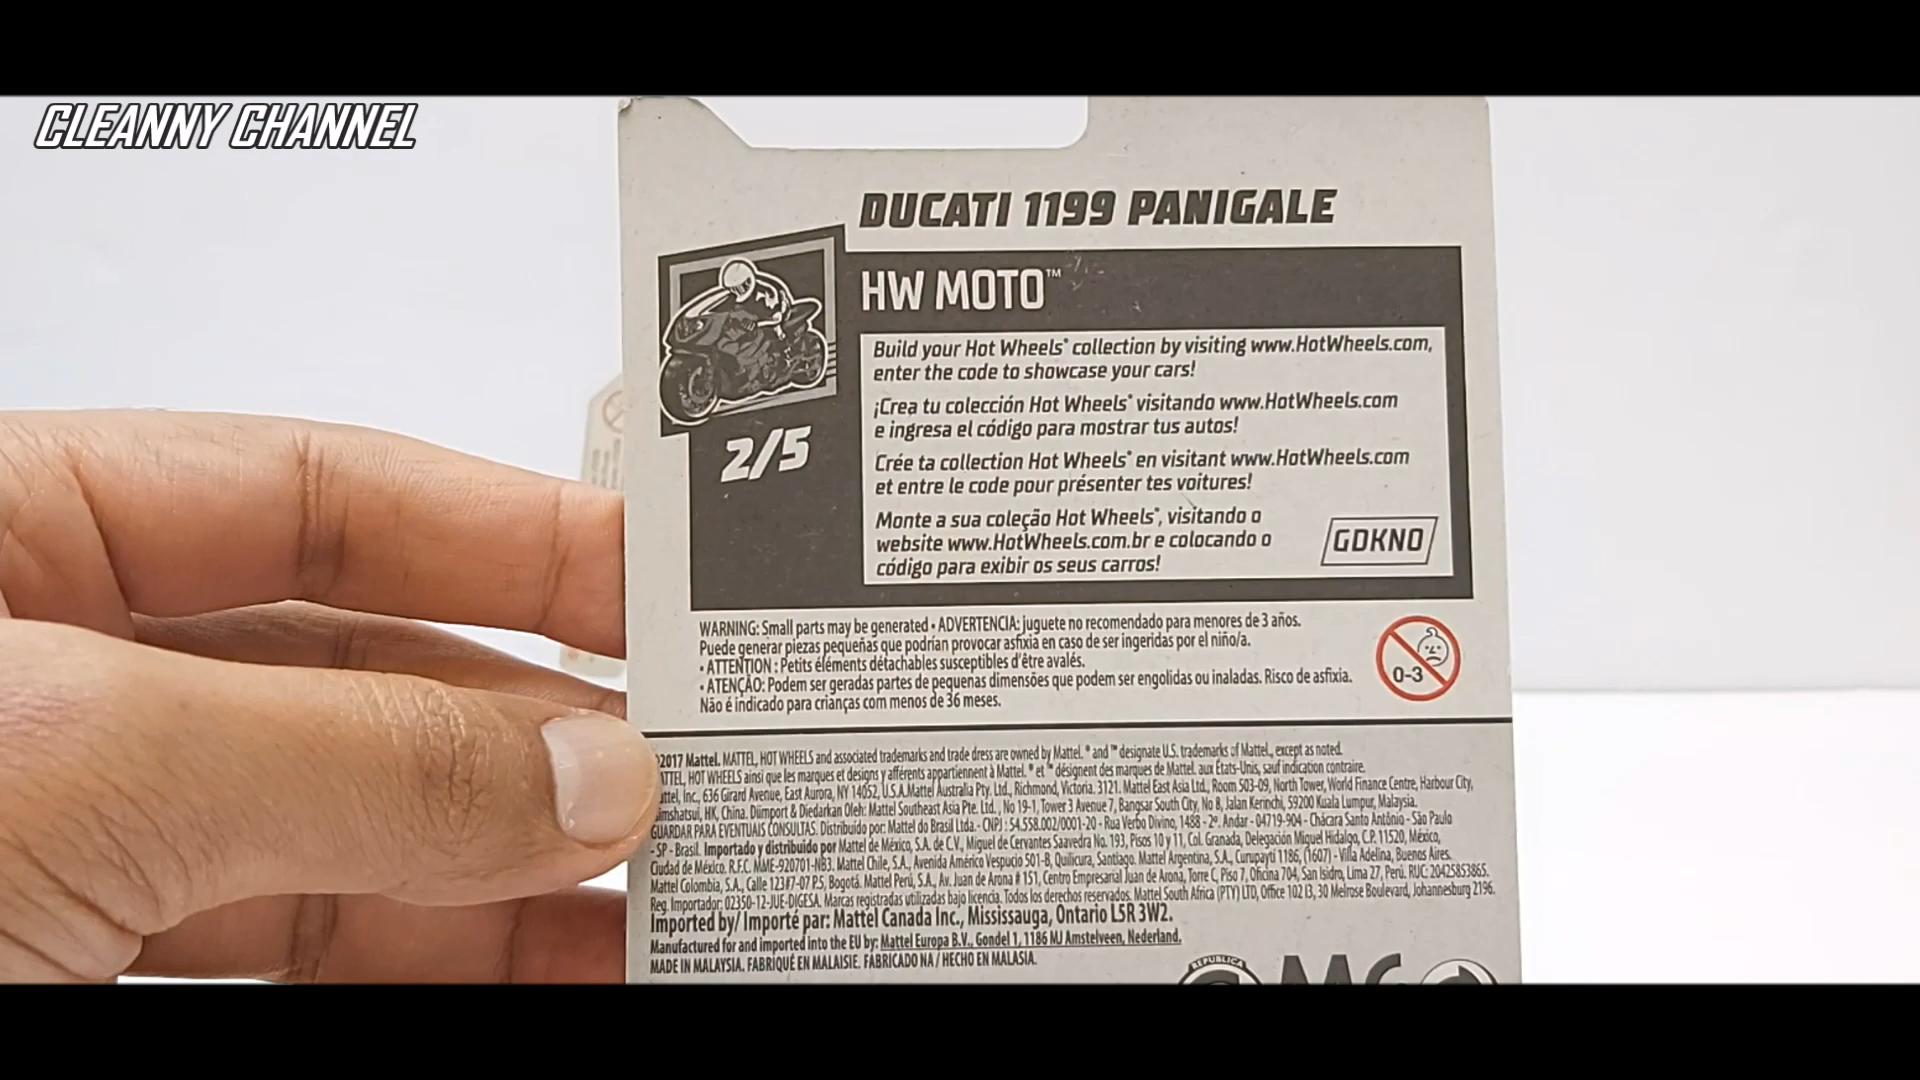 CLEANNY CHANNEL
DUCATI 1199 PANIGALE
HW MOTO™
2/5
Build your Hot Wheels® collection by visiting www.HotWheels.com,
enter the code to showcase your cars!
¡Crea tu colección Hot Wheels® visitando www.HotWheels.com
e ingresa el código para mostrar tus autos!
Crée ta collection Hot Wheels® en visitant www.HotWheels.com
et entre le code pour présenter tes voitures!
Monte a sua coleção Hot Wheels®, visitando o
website www.HotWheels.com.br e colocando o
código para exibir os seus carros!
GDKNO
WARNING: Small parts may be generated • ADVERTENCIA: juguete no recomendado para menores de 3 años.
Puede generar piezas pequeñas que podrían provocar asfixia en caso de ser ingeridas por el niño/a.
• ATTENTION : Petits éléments détachables susceptibles d'être avalés.
• ATENÇÃO: Podem ser geradas partes de pequenas dimensões que podem ser engolidas ou inaladas. Risco de asfixia.
Não é indicado para crianças com menos de 36 meses.
0-3
2017 Mattel. MATTEL, HOT WHEELS and associated trademarks and trade dress are owned by Mattel. ® and ™ designate U.S. trademarks of Mattel, except as noted.
ATTEL, HOT WHEELS ainsi que les marques et designs y afférents appartiennent à Mattel. ® et ™ désignent des marques de Mattel aux États-Unis, sauf indication contraire.
attel, Inc., 636 Girard Avenue, East Aurora, NY 14052, U.S.A. Mattel Australia Pty. Ltd., Richmond, Victoria. 3121. Mattel East Asia Ltd., Room 503-09, North Tower, World Finance Centre, Harbour City,
imshatsui, HK, China. Diimport & Diedarkan Oleh: Mattel Southeast Asia Pte. Ltd., No 19-1, Tower 3 Avenue 7, Bangsar South City, No 8, Jalan Kerinchi, 59200 Kuala Lumpur, Malaysia.
GUARDAR PARA EVENTUAIS CONSULTAS. Distribuído por: Mattel do Brasil Ltda.- CNPJ : 54.558.002/0001-20 - Rua Verbo Divino, 1488 - 2º. Andar - 04719-904 - Chácara Santo Antônio - São Paulo
- SP - Brasil. Importado y distribuido por Mattel de México, S.A. de C.V., Miguel de Cervantes Saavedra No. 193, Pisos 10 y 11, Col. Granada, Delegación Miguel Hidalgo, C.P. 11520, México,
Ciudad de México. R.F.C. MME-920701-NB3. Mattel Chile, S.A., Avenida Américo Vespucio 501-B, Quilicura, Santiago. Mattel Argentina, S.A., Curupaytí 1186, (1607) - Villa Adelina, Buenos Aires.
Mattel Colombia, S.A., Calle 123#7-07 P.5, Bogotá. Mattel Perú, S.A., Av. Juan de Arona # 151, Centro Empresarial Juan de Arona, Torre C, Piso 7, Oficina 704, San Isidro, Lima 27, Perú. RUC: 20425853865.
Reg. Importador: 02350-12-JUE-DIGESA. Marcas registradas utilizadas bajo licencia. Todos los derechos reservados. Mattel South Africa (PTY) LTD, Office 102 I3, 30 Melrose Boulevard, Johannesburg 2196.
Imported by/ Importé par: Mattel Canada Inc., Mississauga, Ontario L5R 3W2.
Manufactured for and imported into the EU by: Mattel Europa B.V., Gondel 1, 1186 MJ Amstelveen, Nederland.
MADE IN MALAYSIA. FABRIQUÉ EN MALAISIE. FABRICADO NA / HECHO EN MALASIA.
REPUBLICA